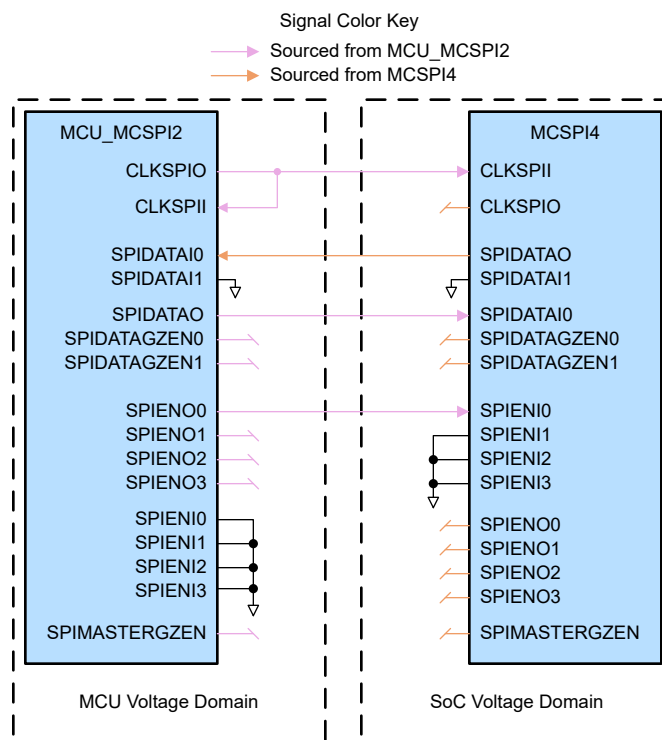 Signal Color Key
Sourced from MCU_MCSPI2
Sourced from MCSPI4
MCU_MCSPI2
CLKSPIO
CLKSPII
SPIDATAI0
SPIDATAI1
SPIDATAO
SPIDATAGZEN0
SPIDATAGZEN1
SPIENO0
SPIENO1
SPIENO2
SPIENO3
SPIENI0
SPIENI1
SPIENI2
SPIENI3
SPIMASTERGZEN
MCU Voltage Domain
MCSPI4
CLKSPII
CLKSPIO
SPIDATAO
SPIDATAI1
SPIDATAI0
SPIDATAGZEN0
SPIDATAGZEN1
SPIENI0
SPIENI1
SPIENI2
SPIENI3
SPIENO0
SPIENO1
SPIENO2
SPIENO3
SPIMASTERGZEN
SoC Voltage Domain